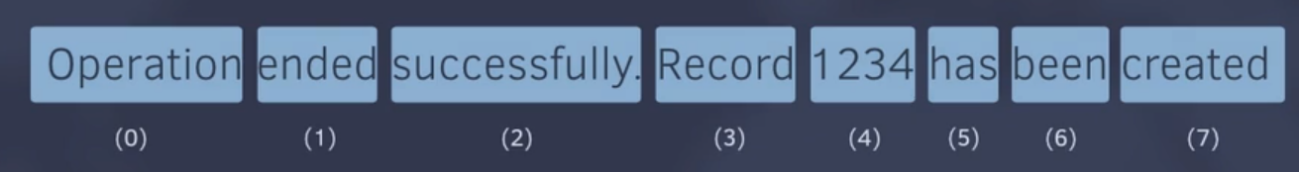 Operation ended successfully. Record 1234 has been created
(0) (1) (2) (3) (4) (5) (6) (7)